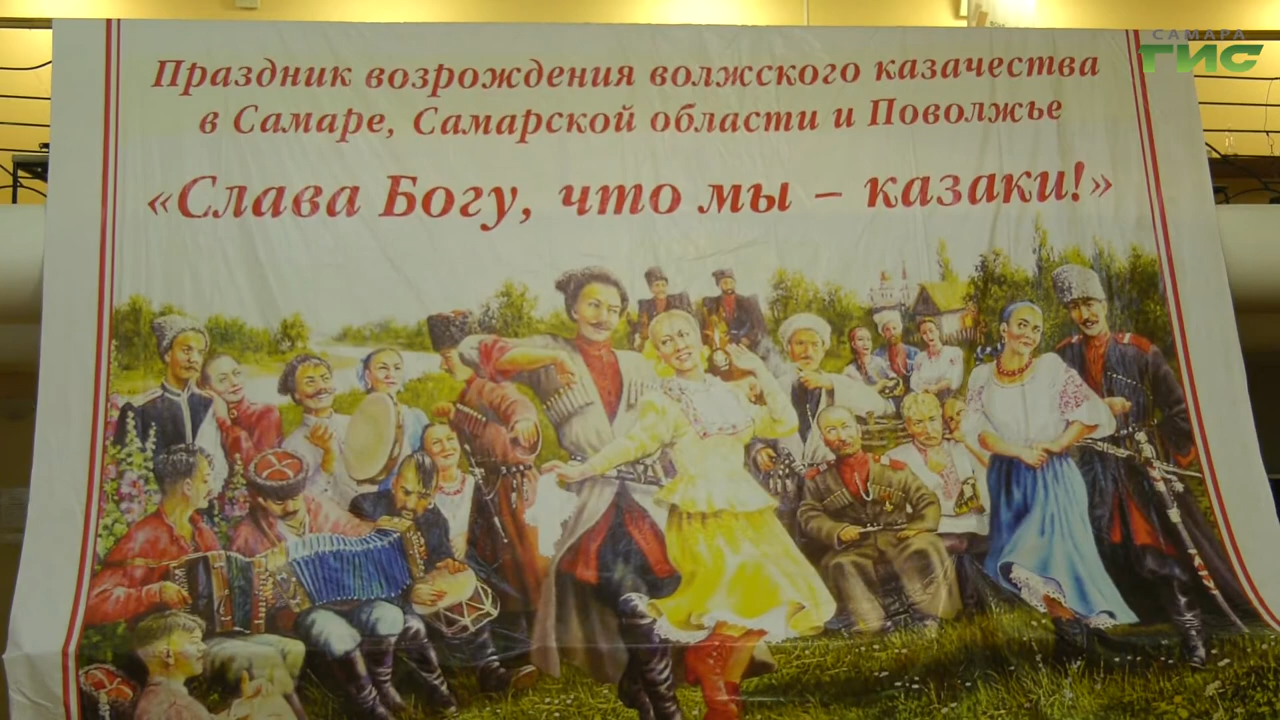 САМАРА
ГИС
Праздник возрождения волжского казачества
в Самаре, Самарской области и Поволжье
«Слава Богу, что мы – казаки!»